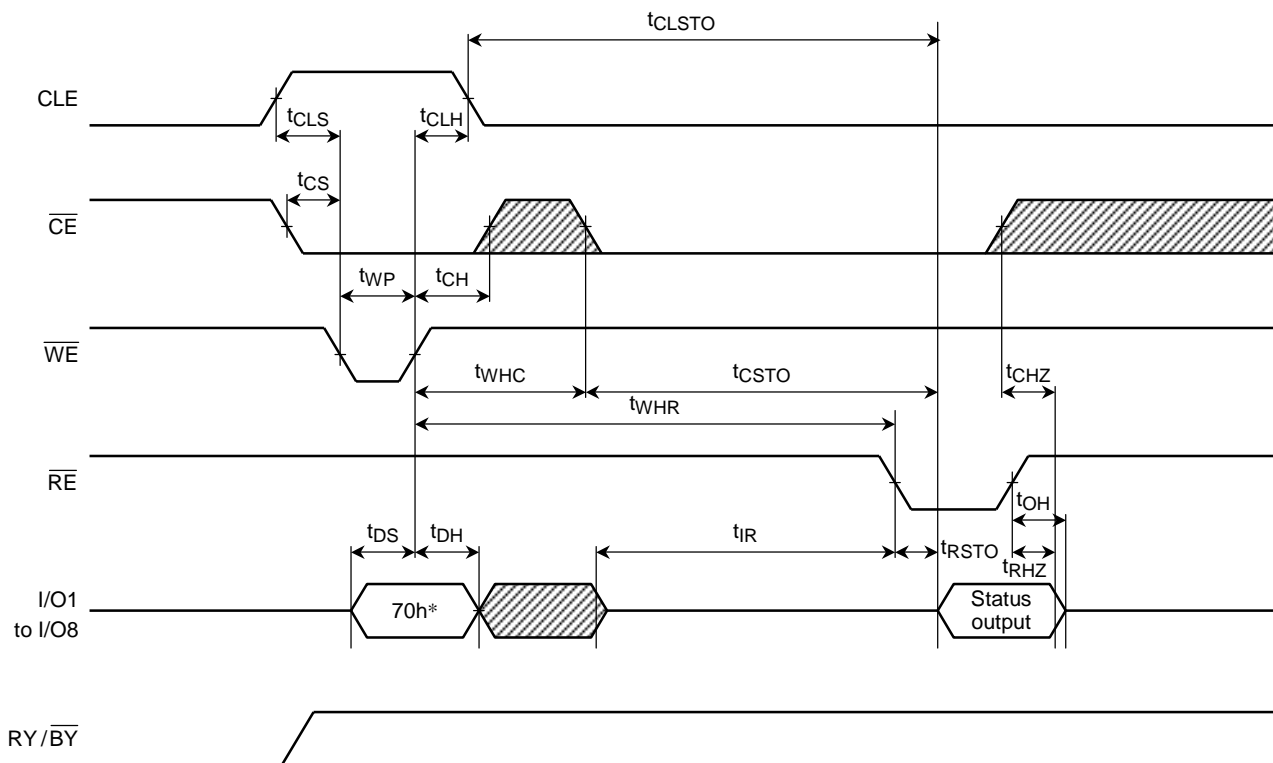 tCLSTO
CLE
tCLS
tCLH
tCS
CE
tWP
tCH
WE
tWHC
tCSTO
tCHZ
tWHR
RE
tDS
tDH
tIR
tRSTO
tOH
tRHZ
I/O1
to I/O8
70h*
Status
output
RY/BY